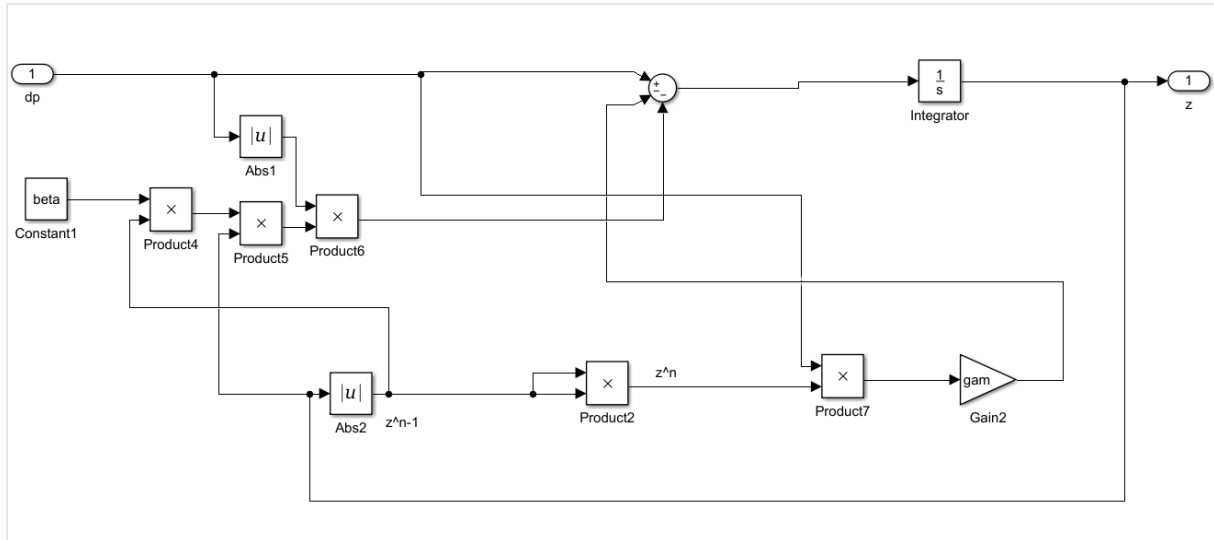 1
dp
|u|
Abs1
beta
Constant1
×
Product4
×
Product5
×
Product6
+
−
−
1
s
Integrator
1
z
|u|
Abs2
z^n-1
×
Product2
z^n
×
Product7
gam
Gain2